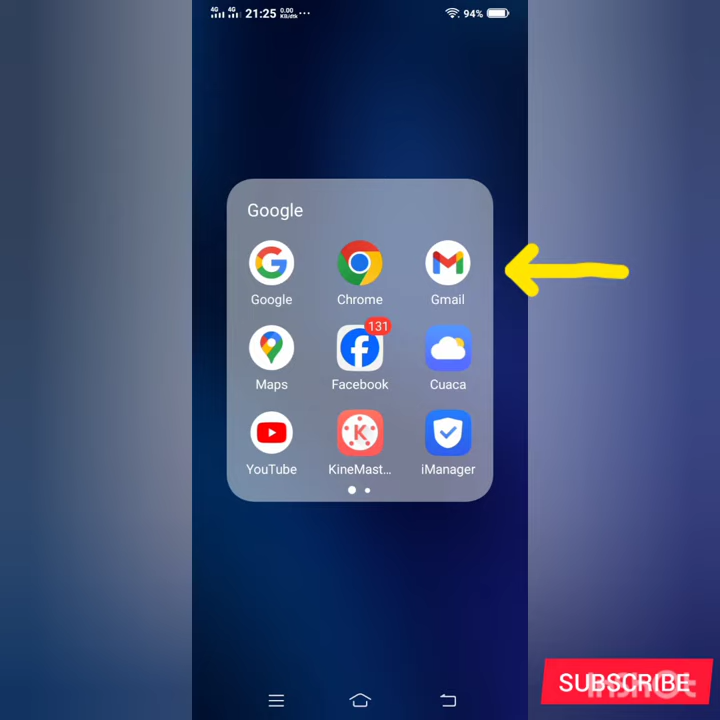 4G 4G 21:25 0.00 KB/dtk ... 94%
Google
Google Chrome Gmail
131
Maps Facebook Cuaca
YouTube KineMast... iManager
SUBSCRIBE
InShOt